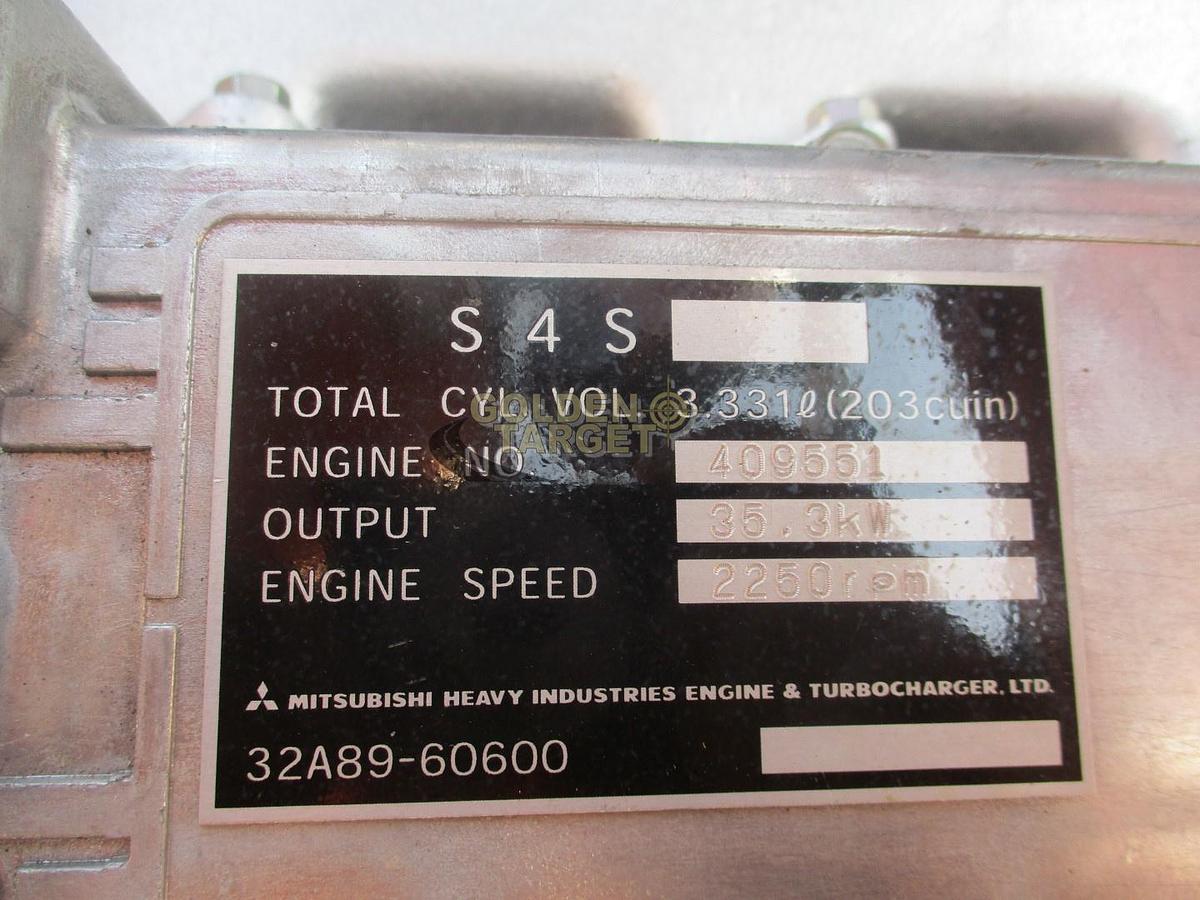 S 4 S
TOTAL CYL. VOL. 3.331ℓ(203cuin)
GOLDEN
TARGET
ENGINE NO. 409551
OUTPUT 35.3kW
ENGINE SPEED 2250rpm
MITSUBISHI HEAVY INDUSTRIES ENGINE & TURBOCHARGER, LTD.
32A89-60600